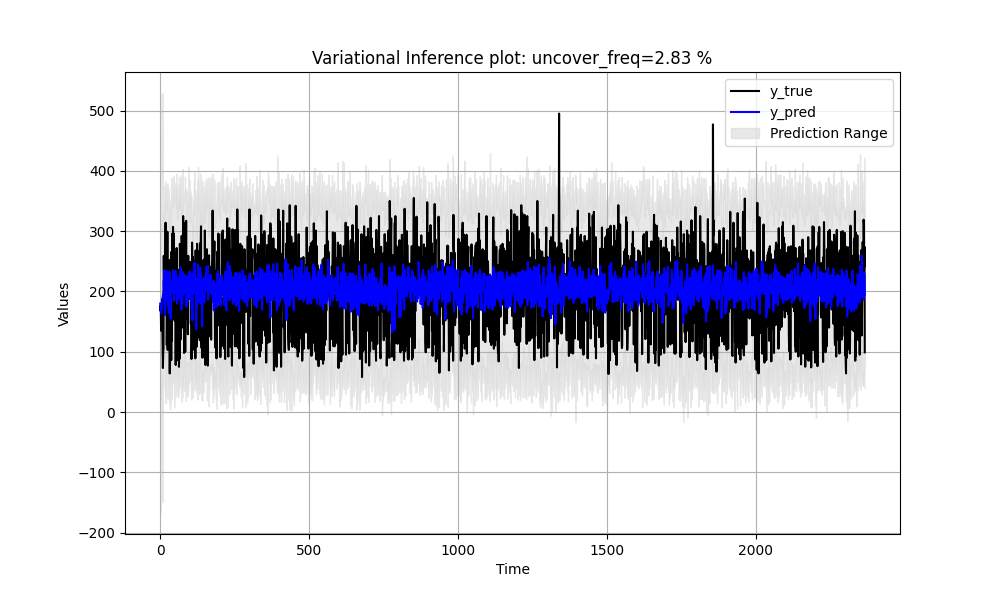 Variational Inference plot: uncover_freq=2.83 %
y_true
y_pred
Prediction Range
500
400
300
200
100
0
−100
−200
Values
0 500 1000 1500 2000
Time